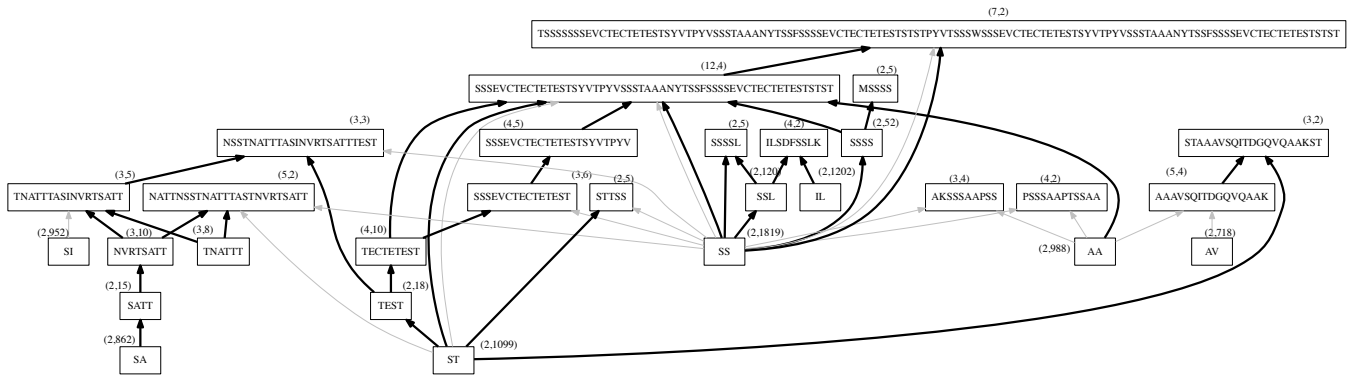 (7,2)
TSSSSSSSEVCTECTETESTSYVTPYVSSSTAAANYTSSFSSSSEVCTECTETESTSTSTPYVTSSSWSSSEVCTECTETESTSYVTPYVSSSTAAANYTSSFSSSSEVCTECTETESTSTST
(12,4)
(2,5)
SSSEVCTECTETESTSYVTPYVSSSTAAANYTSSFSSSSEVCTECTETESTSTST
MSSSS
(3,3)
(4,5)
(2,5)
(4,2)
(2,52)
(3,2)
NSSTNATTTASINVRTSATTTEST
SSSEVCTECTETESTSYVTPYV
SSSSL
ILSDFSSLK
SSSS
STAAAVSQITDGQVQAAKST
(3,5)
(5,2)
(3,6)
(2,5)
(2,120)
(2,1202)
(3,4)
(4,2)
(5,4)
TNATTTASINVRTSATT
NATTNSSTNATTTASTNVRTSATT
SSSEVCTECTETEST
STTSS
SSL
IL
AKSSSAAPSS
PSSSAAPTSSAA
AAAVSQITDGQVQAAK
(2,952)
(3,10)
(3,8)
(4,10)
(2,1819)
(2,988)
(2,718)
SI
NVRTSATT
TNATTT
TECTETEST
SS
AA
AV
(2,15)
(2,18)
SATT
TEST
(2,862)
(2,1099)
SA
ST